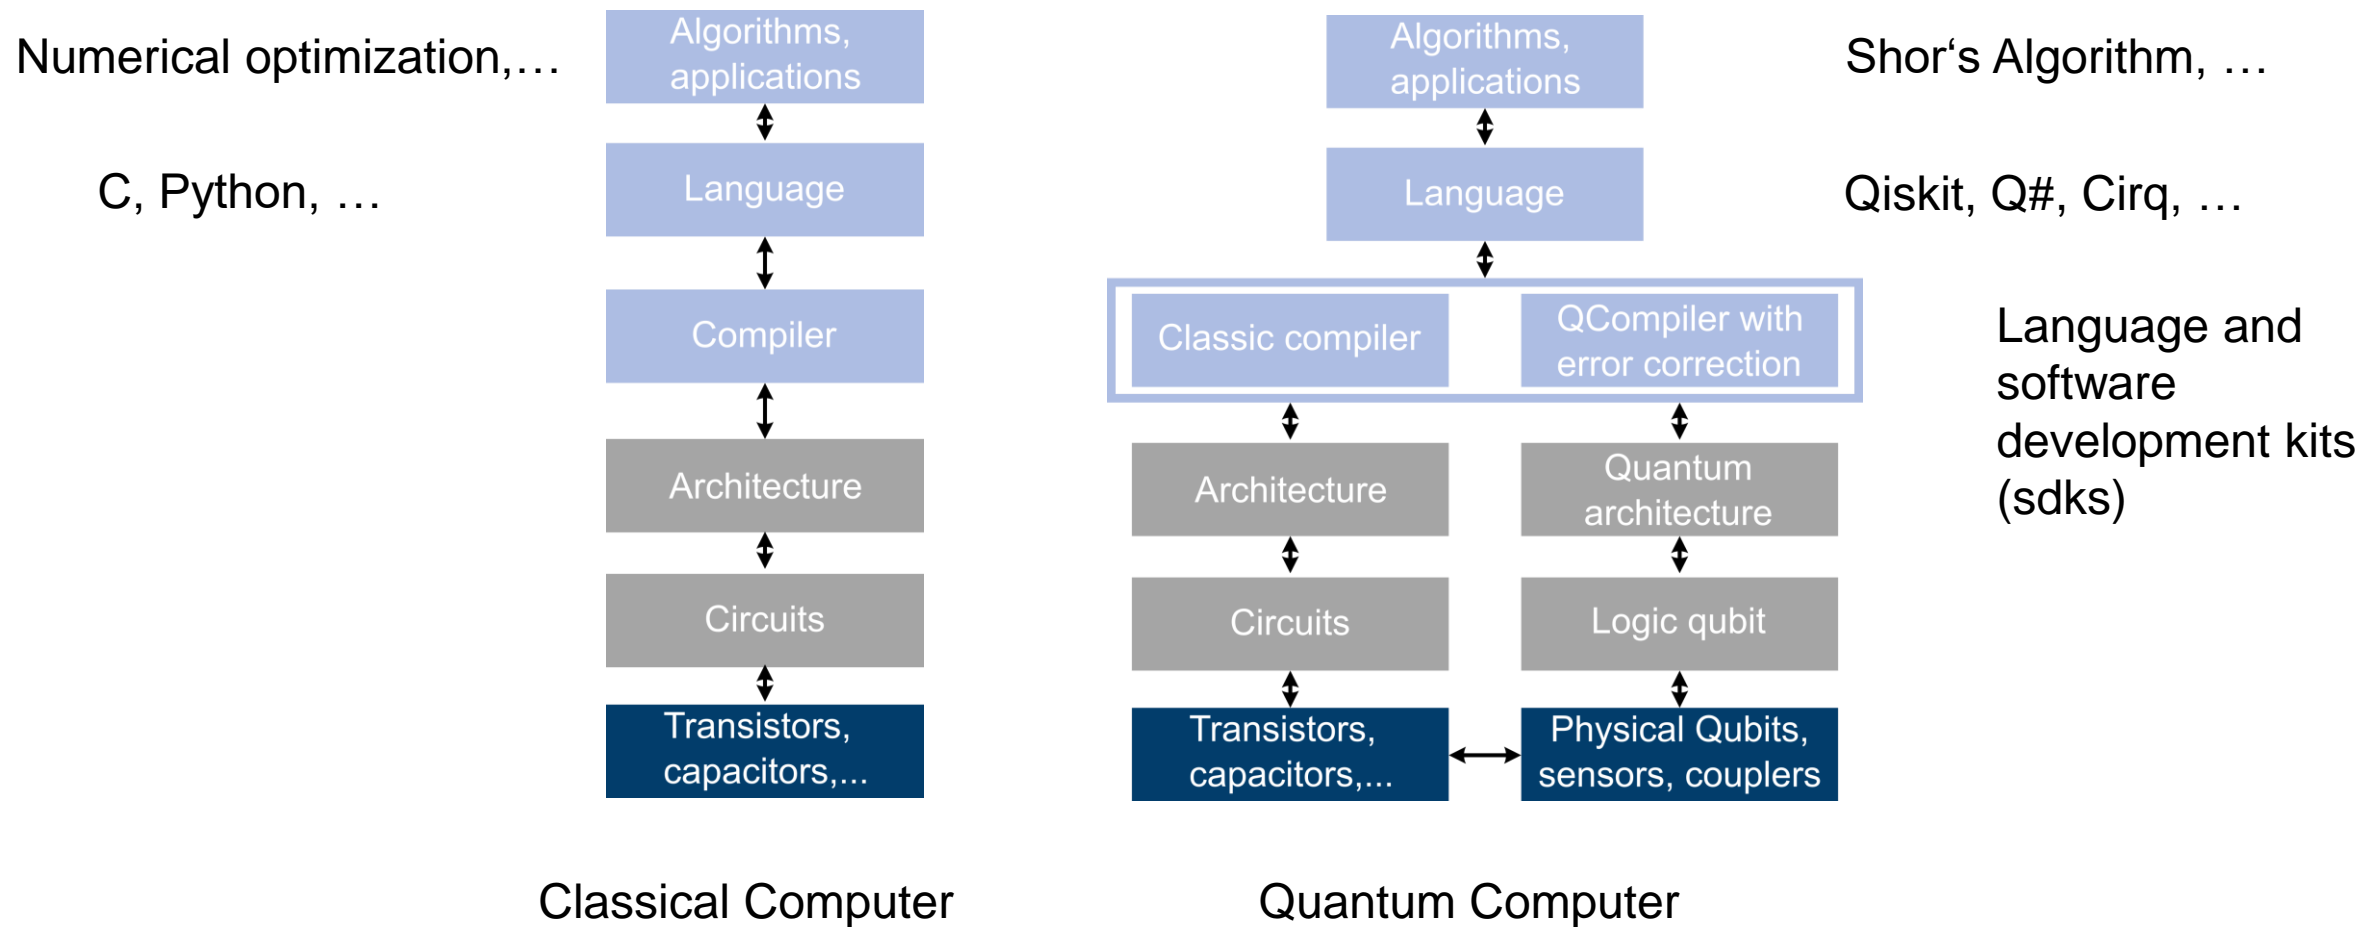 Numerical optimization,…
Algorithms,
applications
Algorithms,
applications
Shor‘s Algorithm, …
C, Python, …
Language
Language
Qiskit, Q#, Cirq, …
Compiler
Classic compiler
QCompiler with
error correction
Language and
software
development kits
(sdks)
Architecture
Architecture
Quantum
architecture
Circuits
Circuits
Logic qubit
Transistors,
capacitors,...
Transistors,
capacitors,...
Physical Qubits,
sensors, couplers
Classical Computer
Quantum Computer